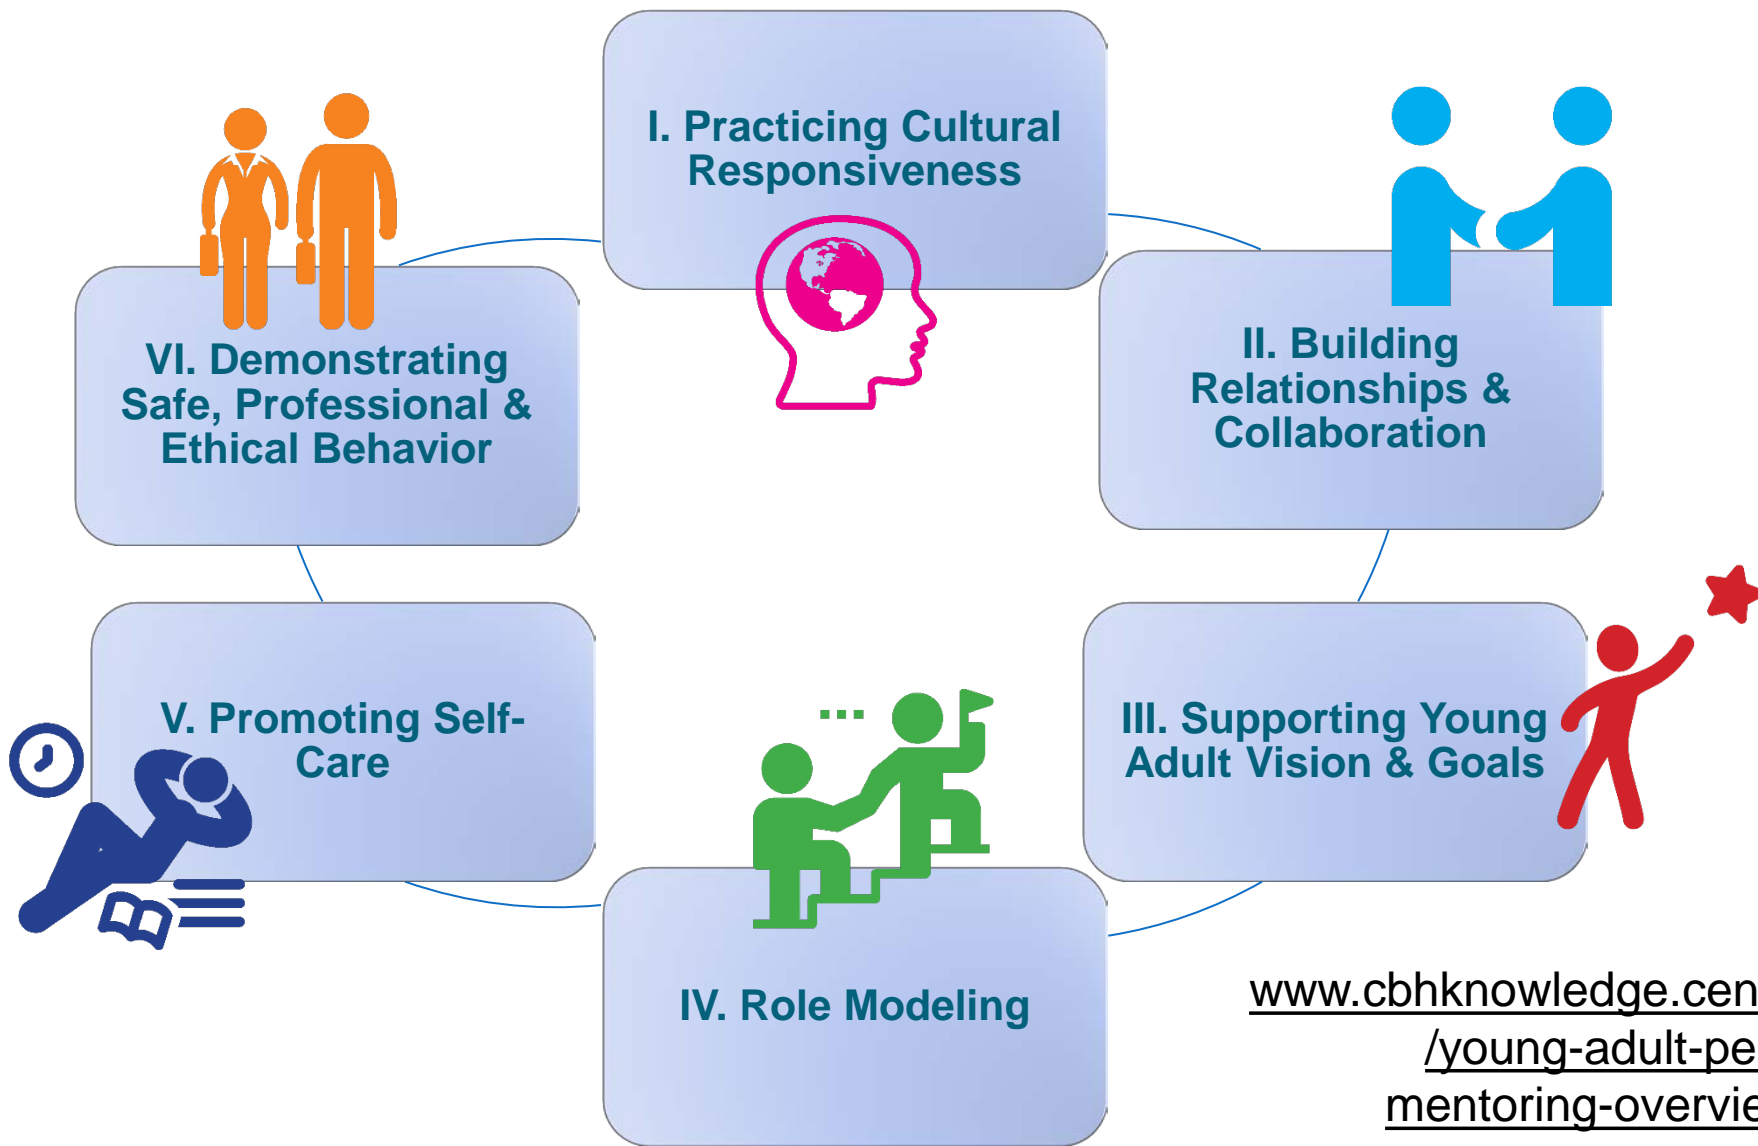 I. Practicing Cultural
Responsiveness
II. Building
Relationships &
Collaboration
III. Supporting Young
Adult Vision & Goals
IV. Role Modeling
V. Promoting Self-
Care
VI. Demonstrating
Safe, Professional &
Ethical Behavior
www.cbhknowledge.cen
/young-adult-pe
mentoring-overvie